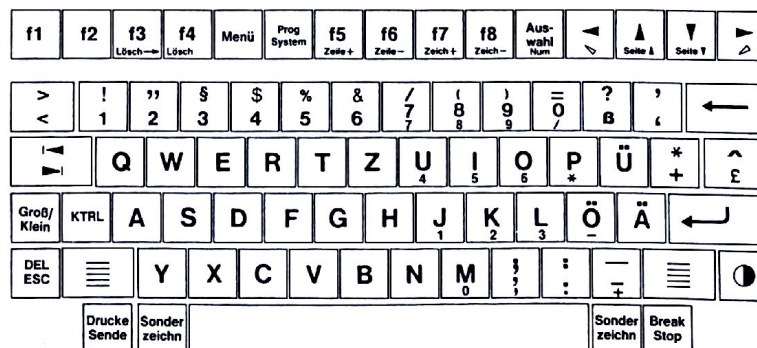 f1 f2 f3 f4 Menü Prog f5 f6 f7 f8 Aus-
Lösch Lösch System Zeile+ Zeile- Zeich+ Zeich- wahl Seite Seite
Num
> ! " § $ % & / ( ) = ? '
< 1 2 3 4 5 6 7 8 9 0 ß ‘
7 8 9 /
Q W E R T Z U I O P Ü * ^
4 5 6 * + £
Groß/ KTRL A S D F G H J K L Ö Ä
Klein 1 2 3 -
DEL Y X C V B N M ; : —
ESC 0 , . -
+
Drucke Sonder Sonder Break
Sende zeichn zeichn Stop